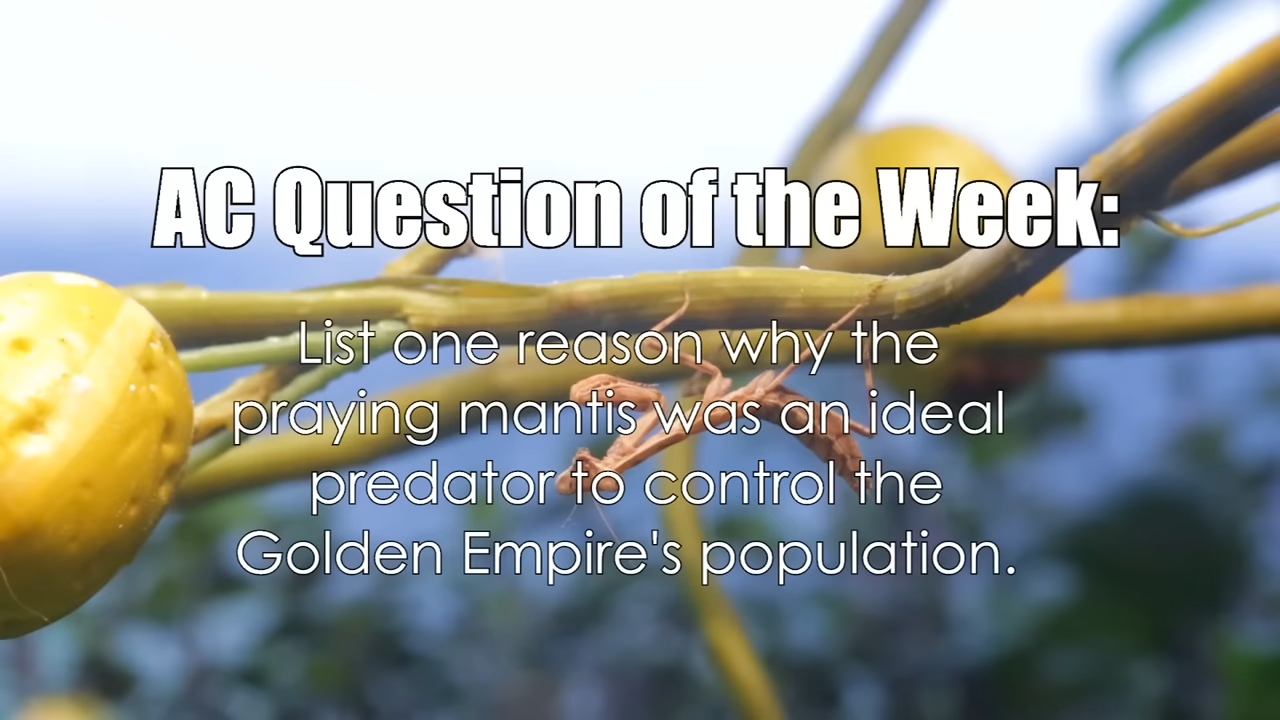 AC Question of the Week:
List one reason why the
praying mantis was an ideal
predator to control the
Golden Empire's population.